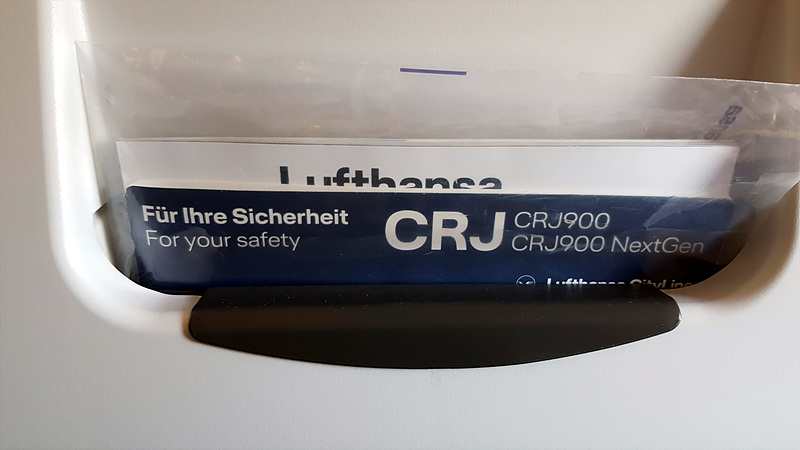 Lufthansa
Für Ihre Sicherheit
For your safety
CRJ
CRJ900
CRJ900 NextGen
Lufthansa CityLine